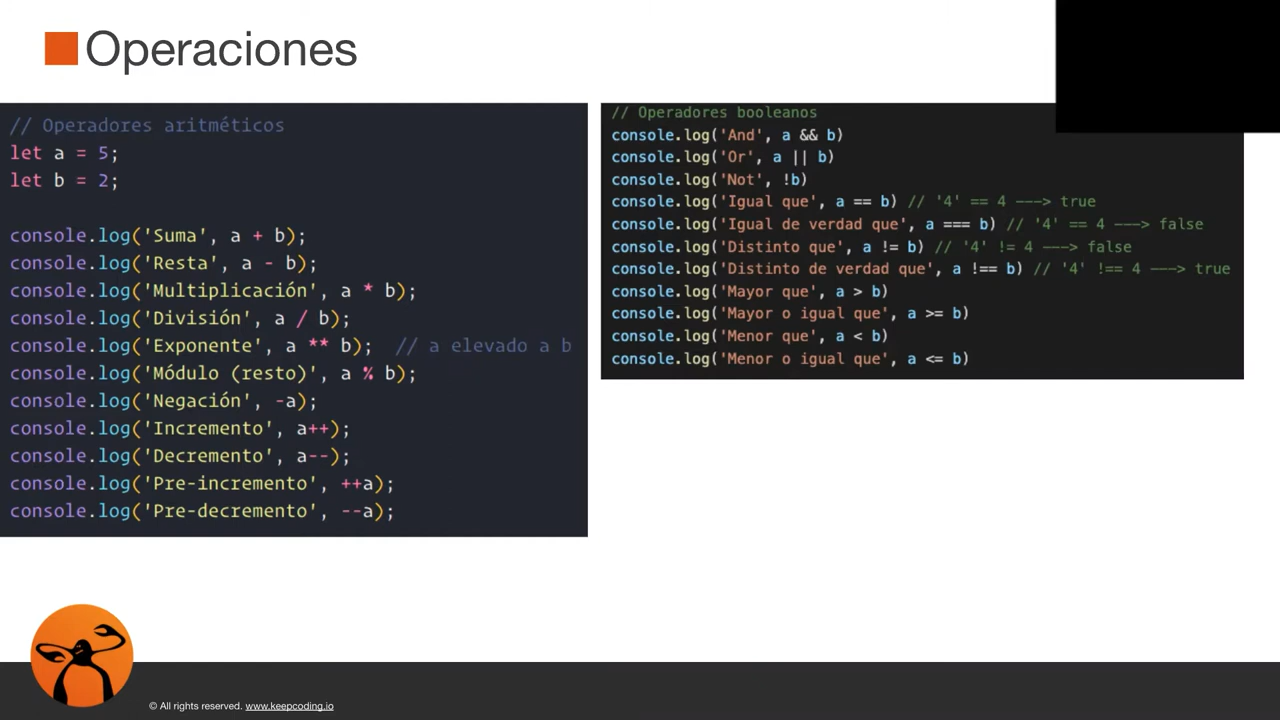 Operaciones
// Operadores aritméticos
let a = 5;
let b = 2;
console.log('Suma', a + b);
console.log('Resta', a - b);
console.log('Multiplicación', a * b);
console.log('División', a / b);
console.log('Exponente', a ** b);  // a elevado a b
console.log('Módulo (resto)', a % b);
console.log('Negación', -a);
console.log('Incremento', a++);
console.log('Decremento', a--);
console.log('Pre-incremento', ++a);
console.log('Pre-decremento', --a);
// Operadores booleanos
console.log('And', a && b)
console.log('Or', a || b)
console.log('Not', !b)
console.log('Igual que', a == b) // '4' == 4 ---> true
console.log('Igual de verdad que', a === b) // '4' == 4 ---> false
console.log('Distinto que', a != b) // '4' != 4 ---> false
console.log('Distinto de verdad que', a !== b) // '4' !== 4 ---> true
console.log('Mayor que', a > b)
console.log('Mayor o igual que', a >= b)
console.log('Menor que', a < b)
console.log('Menor o igual que', a <= b)
© All rights reserved. www.keepcoding.io